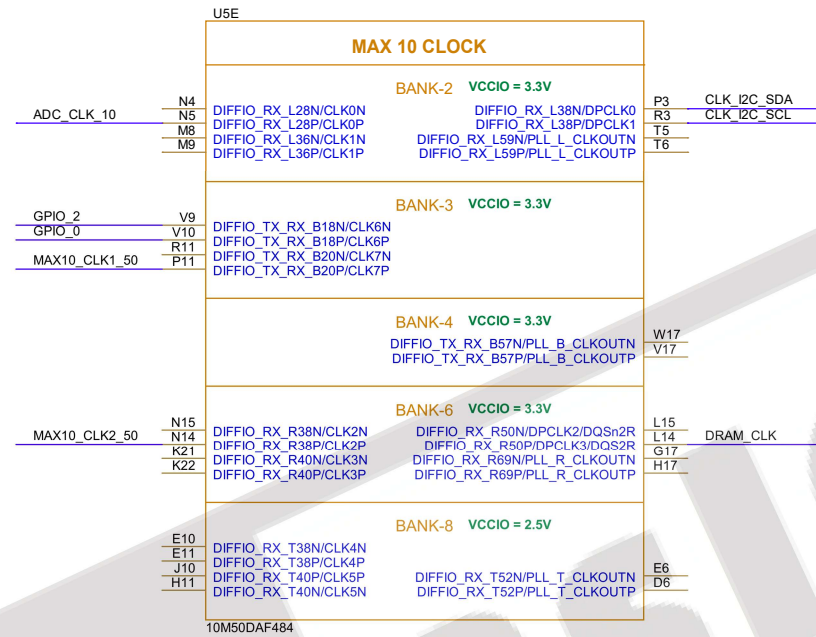 U5E
MAX 10 CLOCK
BANK-2 VCCIO = 3.3V
N4 DIFFIO_RX_L28N/CLK0N DIFFIO_RX_L38N/DPCLK0 P3 CLK_I2C_SDA
ADC_CLK_10 N5 DIFFIO_RX_L28P/CLK0P DIFFIO_RX_L38P/DPCLK1 R3 CLK_I2C_SCL
M8 DIFFIO_RX_L36N/CLK1N DIFFIO_RX_L59N/PLL_L_CLKOUTN T5
M9 DIFFIO_RX_L36P/CLK1P DIFFIO_RX_L59P/PLL_L_CLKOUTP T6
BANK-3 VCCIO = 3.3V
GPIO_2 V9 DIFFIO_TX_RX_B18N/CLK6N
GPIO_0 V10 DIFFIO_TX_RX_B18P/CLK6P
R11 DIFFIO_TX_RX_B20N/CLK7N
MAX10_CLK1_50 P11 DIFFIO_TX_RX_B20P/CLK7P
BANK-4 VCCIO = 3.3V
DIFFIO_TX_RX_B57N/PLL_B_CLKOUTN W17
DIFFIO_TX_RX_B57P/PLL_B_CLKOUTP V17
BANK-6 VCCIO = 3.3V
N15 DIFFIO_RX_R38N/CLK2N DIFFIO_RX_R50N/DPCLK2/DQSn2R L15
MAX10_CLK2_50 N14 DIFFIO_RX_R38P/CLK2P DIFFIO_RX_R50P/DPCLK3/DQS2R L14 DRAM_CLK
K21 DIFFIO_RX_R40N/CLK3N DIFFIO_RX_R69N/PLL_R_CLKOUTN G17
K22 DIFFIO_RX_R40P/CLK3P DIFFIO_RX_R69P/PLL_R_CLKOUTP H17
BANK-8 VCCIO = 2.5V
E10 DIFFIO_RX_T38N/CLK4N
E11 DIFFIO_RX_T38P/CLK4P
J10 DIFFIO_RX_T40P/CLK5P DIFFIO_RX_T52N/PLL_T_CLKOUTN E6
H11 DIFFIO_RX_T40N/CLK5N DIFFIO_RX_T52P/PLL_T_CLKOUTP D6
10M50DAF484